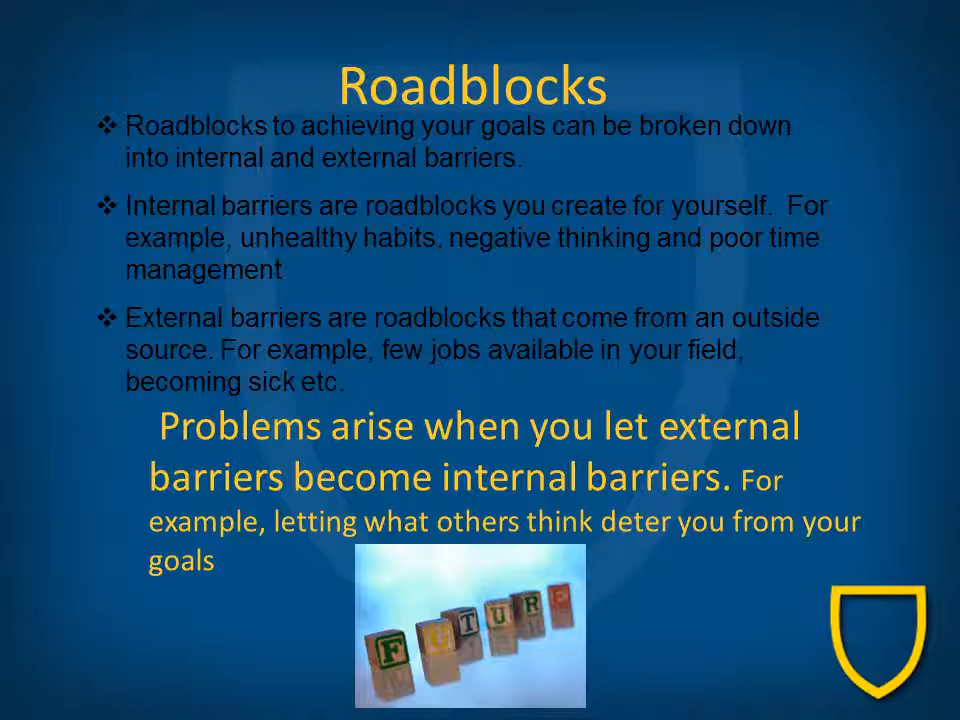 Roadblocks
❖ Roadblocks to achieving your goals can be broken down
into internal and external barriers.
❖ Internal barriers are roadblocks you create for yourself.  For
example, unhealthy habits, negative thinking and poor time
management
❖ External barriers are roadblocks that come from an outside
source. For example, few jobs available in your field,
becoming sick etc.
Problems arise when you let external
barriers become internal barriers. For
example, letting what others think deter you from your
goals
FUTURE